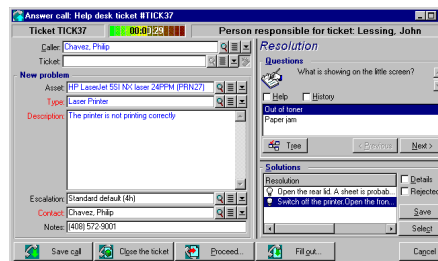 Answer call: Help desk ticket #TICK37
Ticket TICK37 00:00:29 Person responsible for ticket: Lessing, John
Caller: Chavez, Philip
Ticket:
New problem
Asset: HP LaserJet 5SI NX laser 24PPM (PRN27)
Type: Laser Printer
Description: The printer is not printing correctly
Escalation: Standard default (4h)
Contact: Chavez, Philip
Notes: (408) 572-9001
Resolution
Questions
What is showing on the little screen?
Help History
Out of toner
Paper jam
Tree < Previous Next >
Solutions
Resolution
Open the rear lid. A sheet is probab...
Switch off the printer.Open the fron...
Details
Rejected
Save
Select
Save call Close the ticket Proceed... Fill out... Cancel